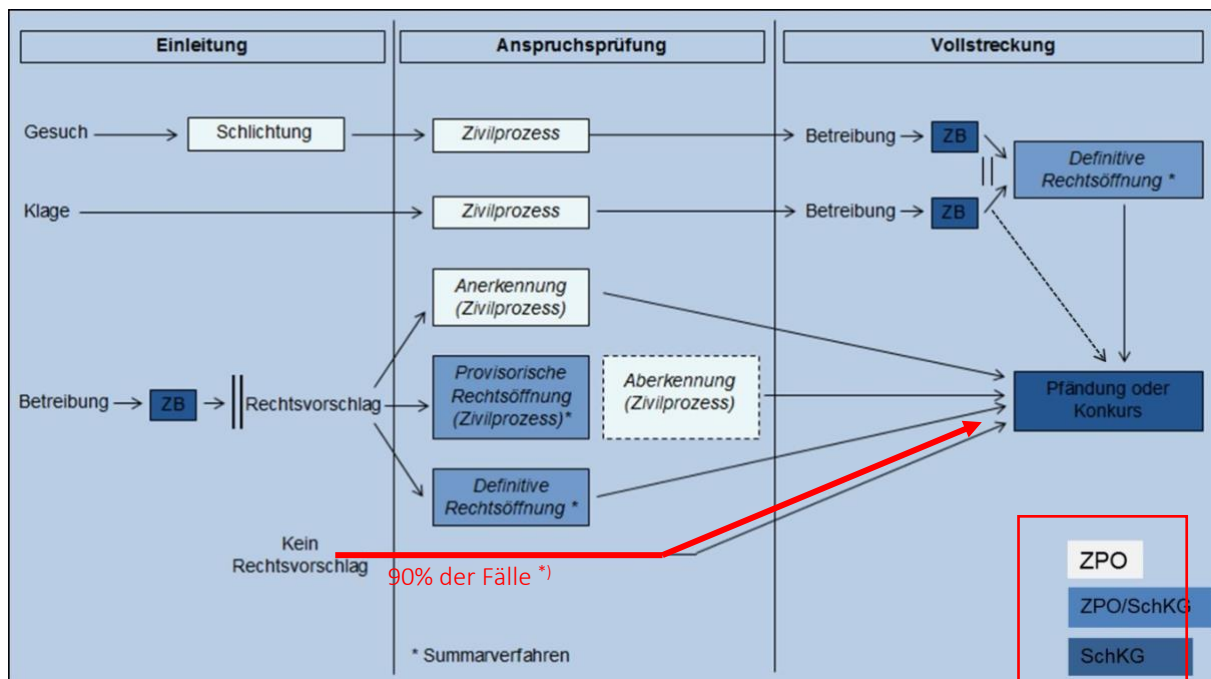 Einleitung
Anspruchsprüfung
Vollstreckung
Gesuch
Schlichtung
Zivilprozess
Betreibung
ZB
Definitive
Rechtsöffnung *
Klage
Zivilprozess
Betreibung
ZB
Anerkennung
(Zivilprozess)
Betreibung
ZB
Rechtsvorschlag
Provisorische
Rechtsöffnung
(Zivilprozess)*
Aberkennung
(Zivilprozess)
Pfändung oder
Konkurs
Definitive
Rechtsöffnung *
Kein
Rechtsvorschlag
90% der Fälle *)
* Summarverfahren
ZPO
ZPO/SchKG
SchKG